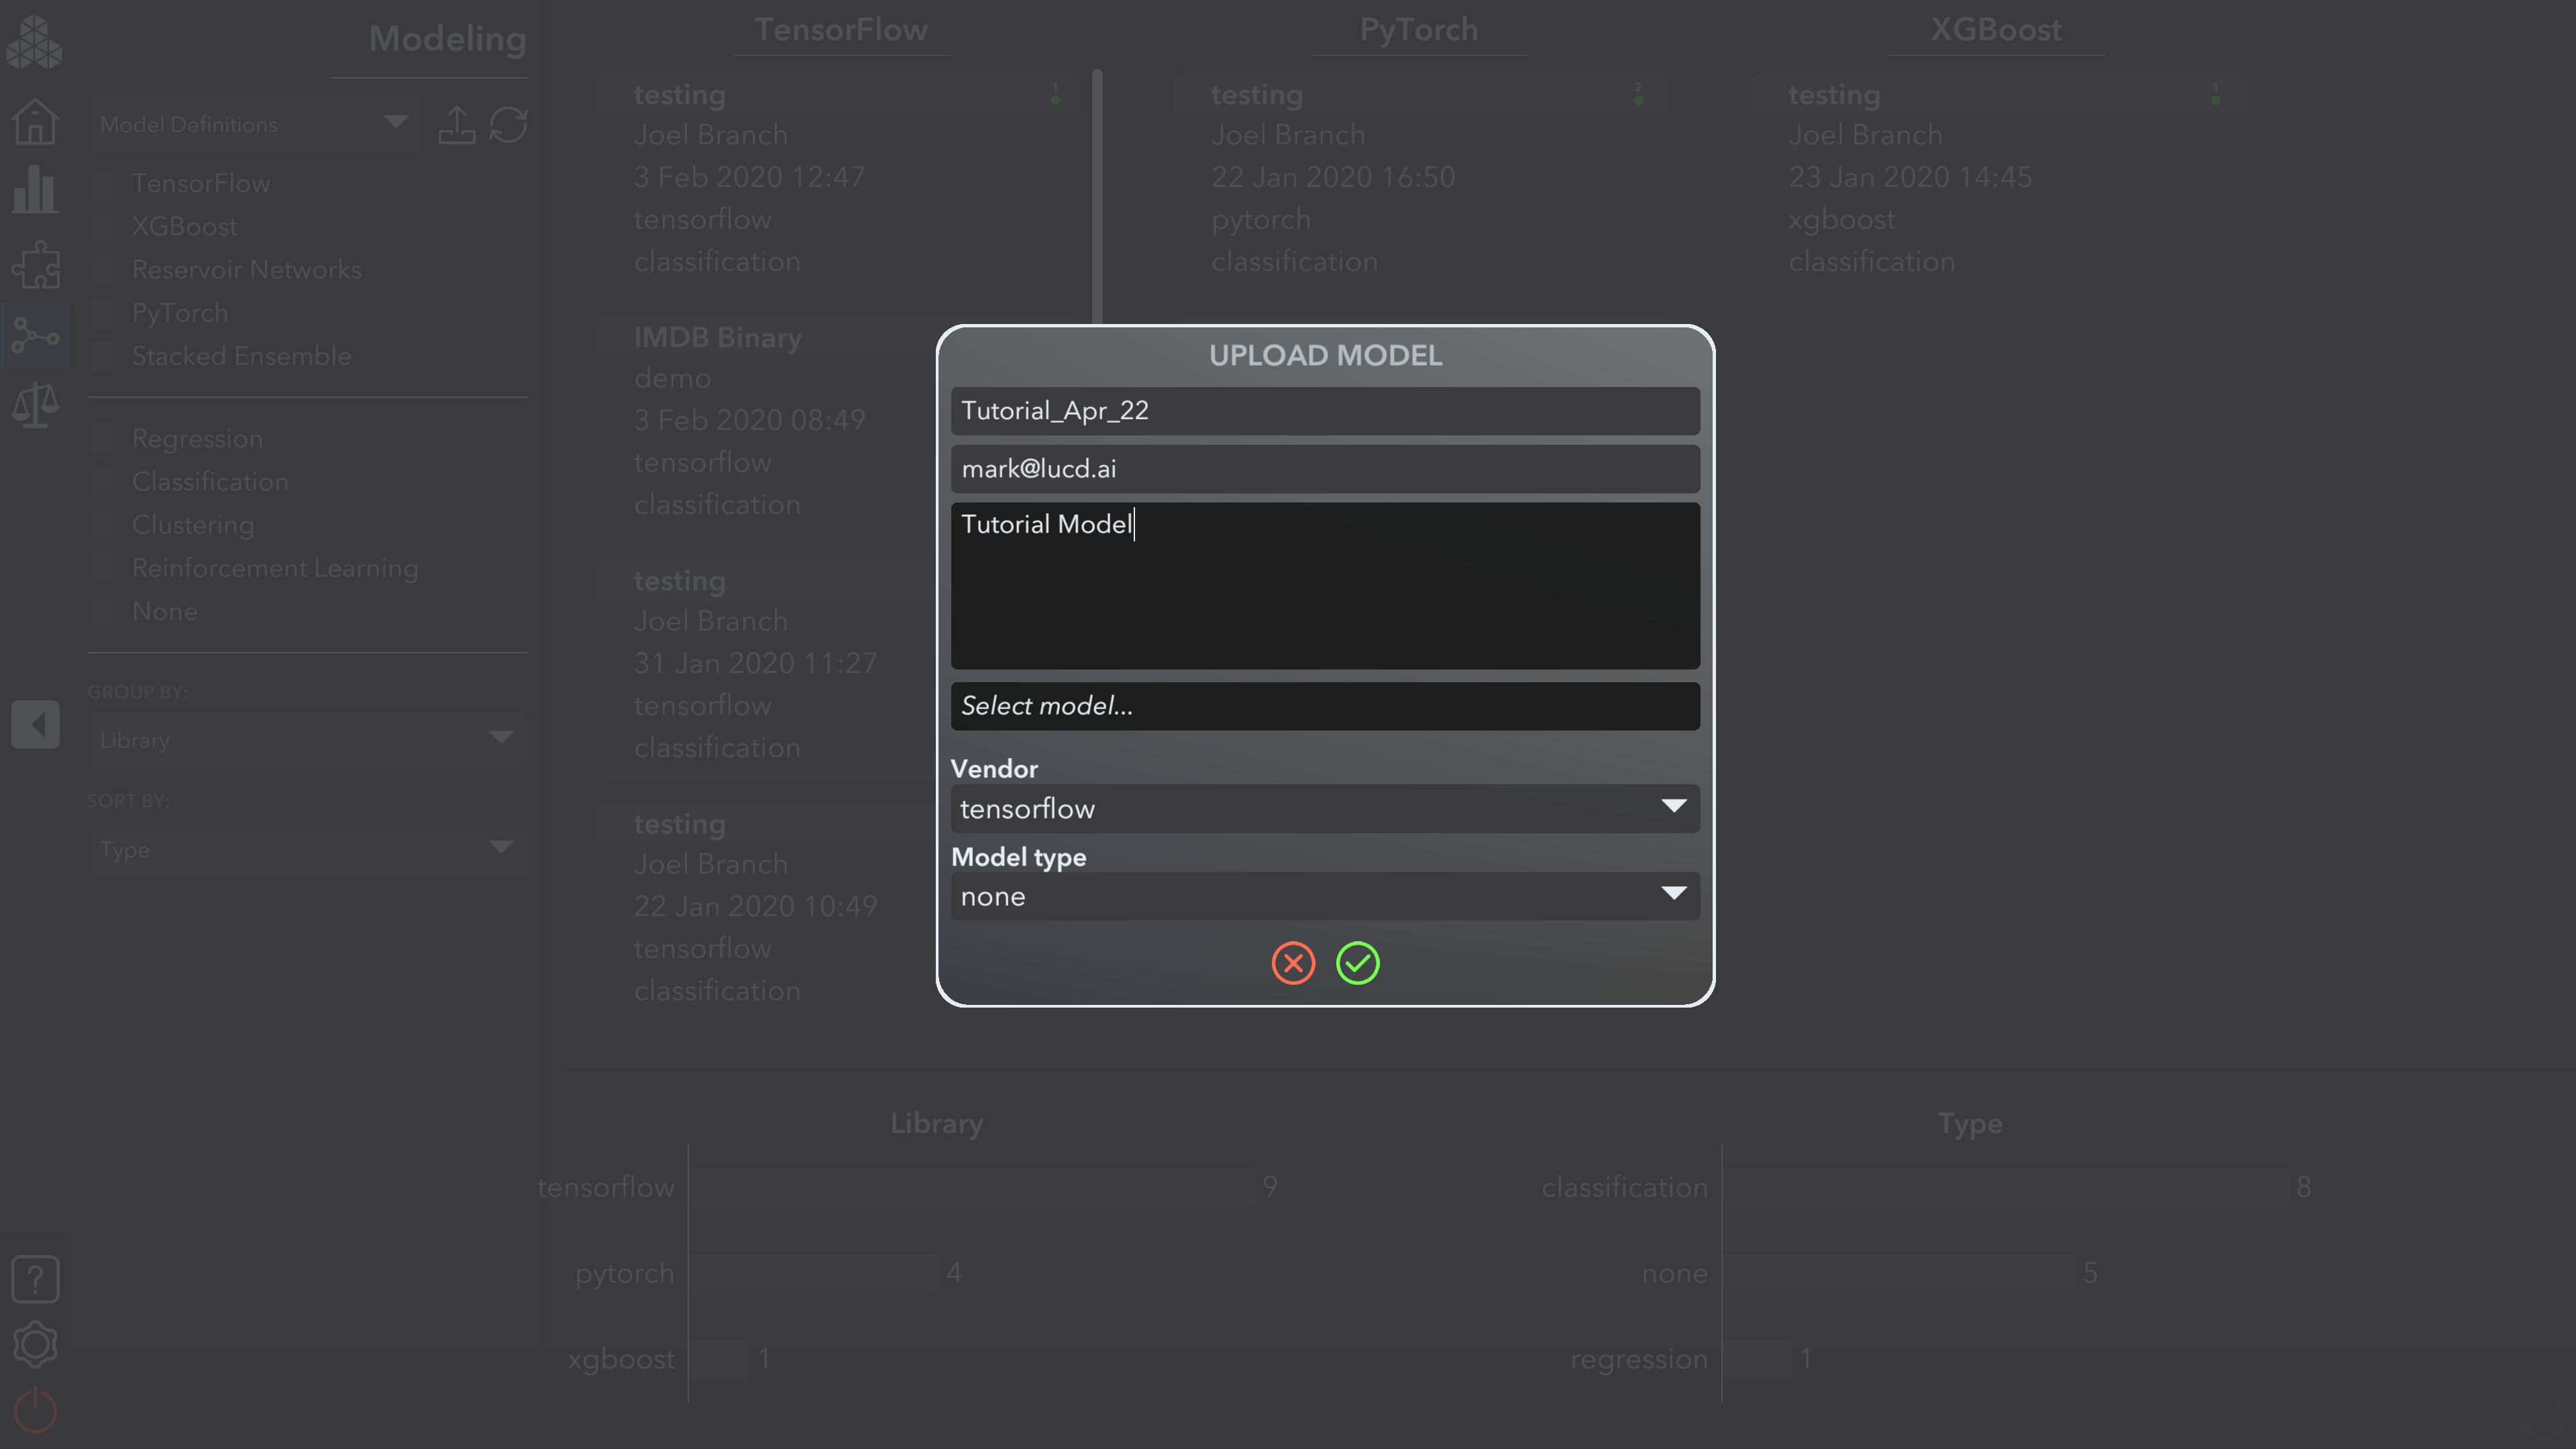 Modeling
Model Definitions
TensorFlow
XGBoost
Reservoir Networks
PyTorch
Stacked Ensemble
Regression
Classification
Clustering
Reinforcement Learning
None
GROUP BY:
Library
SORT BY:
Type
?
TensorFlow
testing
1
Joel Branch
3 Feb 2020 12:47
tensorflow
classification
IMDB Binary
demo
3 Feb 2020 08:49
tensorflow
classification
testing
Joel Branch
31 Jan 2020 11:27
tensorflow
classification
testing
Joel Branch
22 Jan 2020 10:49
tensorflow
classification
PyTorch
testing
2
Joel Branch
22 Jan 2020 16:50
pytorch
classification
XGBoost
testing
1
Joel Branch
23 Jan 2020 14:45
xgboost
classification
UPLOAD MODEL
Tutorial_Apr_22
mark@lucd.ai
Tutorial Model
Select model...
Vendor
tensorflow
Model type
none
Library
tensorflow 9
pytorch 4
xgboost 1
Type
classification 8
none 5
regression 1